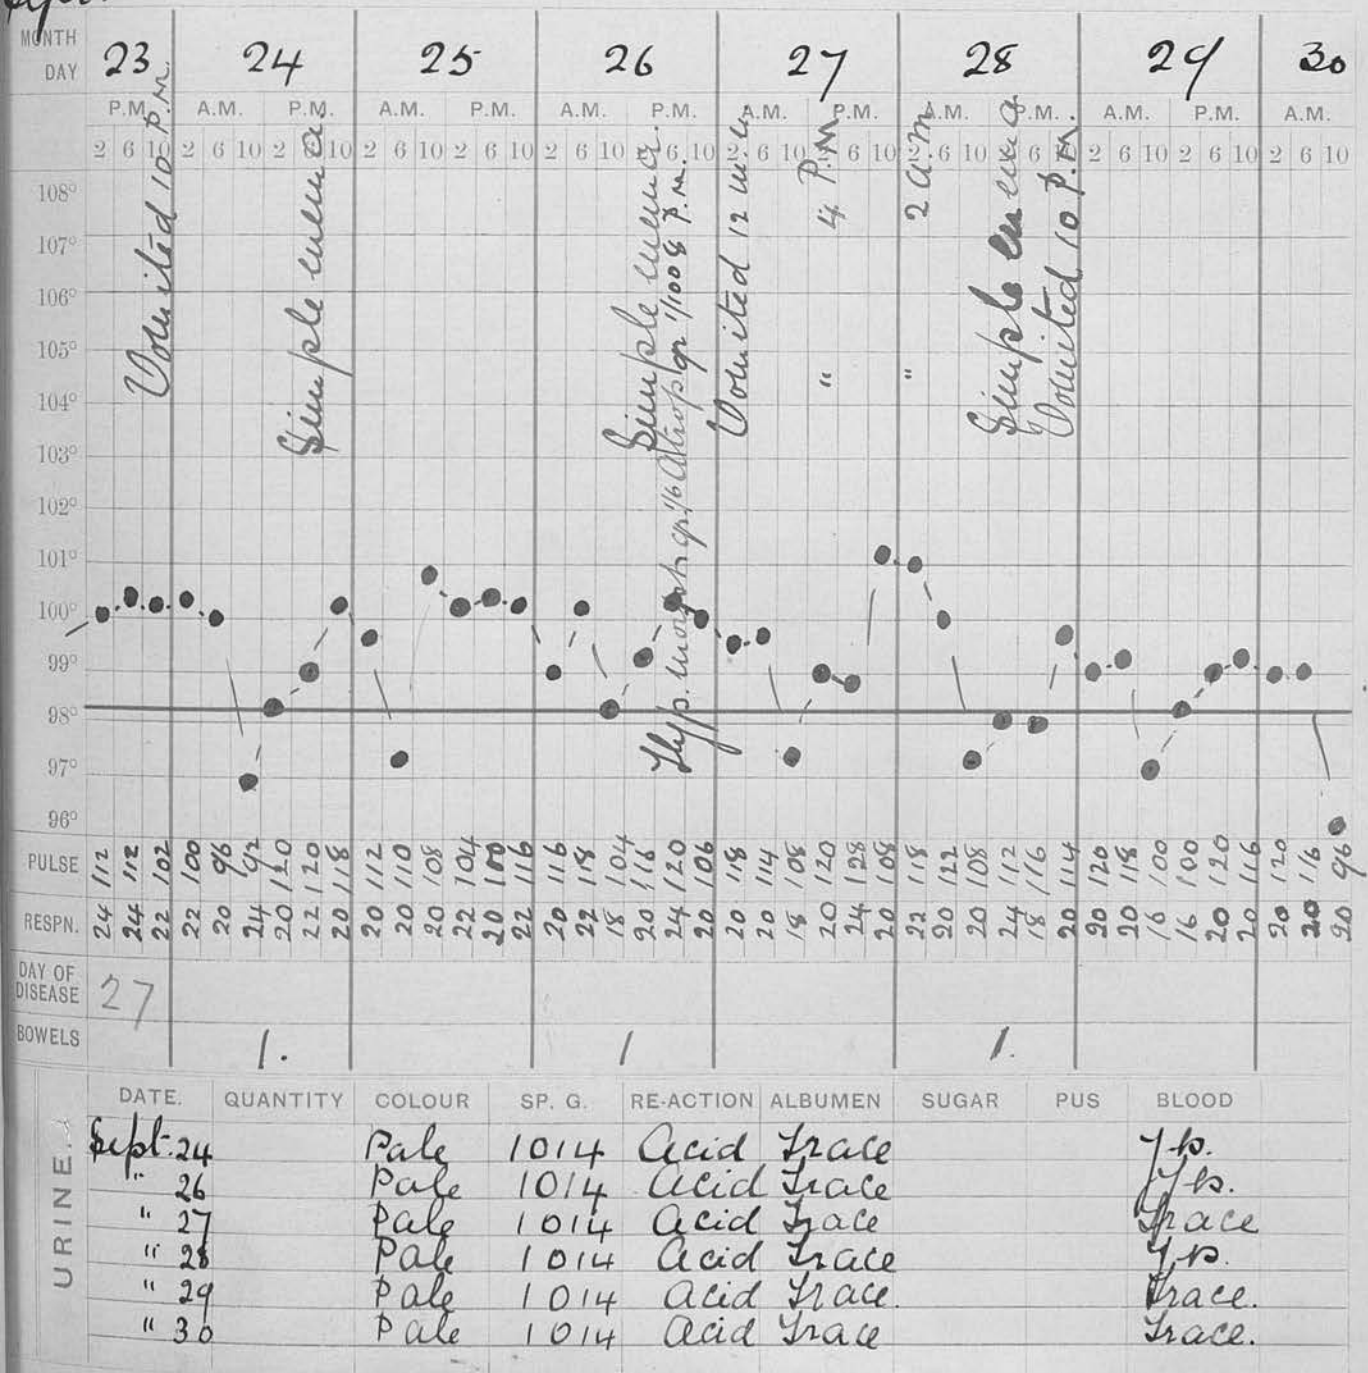 MONTH
DAY 23 24 25 26 27 28 29 30
P.M. A.M. P.M. A.M. P.M. A.M. P.M. A.M. P.M. A.M. P.M. A.M. P.M. A.M.
2 6 10 2 6 10 2 6 10 2 6 10 2 6 10 2 6 10 2 6 10 2 6 10 2 6 10 2 6 10 2 6 10 2 6 10 2 6 10 2 6 10
Vomited 10 P.M.
Simple enema
Simple enema
Hyp. morph gr. 1/6 Atrop gr 1/100 8 P.M.
Vomited 12 m.n.
" 4 P.M.
" 2 a.m.
Simple enema
Vomited 10 P.M.
108°
107°
106°
105°
104°
103°
102°
101°
100°
99°
98°
97°
96°
PULSE 112 112 102 100 96 92 120 120 118 112 110 108 104 100 116 116 118 104 116 120 106 118 114 108 120 128 108 118 122 108 112 116 114 120 118 100 100 120 116 120 116 96
RESPN. 24 24 22 22 20 24 20 22 20 20 20 20 22 20 22 20 22 18 20 24 20 20 20 18 20 24 20 22 20 20 24 18 20 20 20 16 16 20 20 20 20 20
DAY OF DISEASE 27
BOWELS 1. 1 1.
URINE.
DATE. QUANTITY COLOUR SP. G. RE-ACTION ALBUMEN SUGAR PUS BLOOD
Sept. 24 Pale 1014 Acid Trace
" 26 Pale 1014 Acid Trace
" 27 Pale 1014 Acid Trace Trace
" 28 Pale 1014 Acid Trace
" 29 Pale 1014 Acid Trace. Trace.
" 30 Pale 1014 Acid Trace Trace.